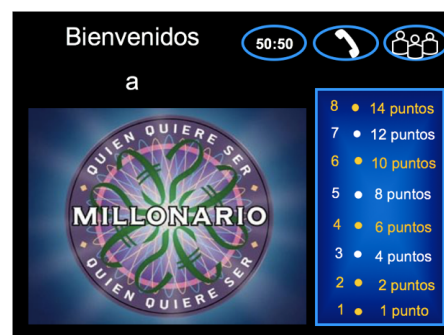 Bienvenidos
a
50:50
QUIEN QUIERE SER
MILLONARIO
QUIEN QUIERE SER
8 • 14 puntos
7 • 12 puntos
6 • 10 puntos
5 • 8 puntos
4 • 6 puntos
3 • 4 puntos
2 • 2 puntos
1 • 1 punto